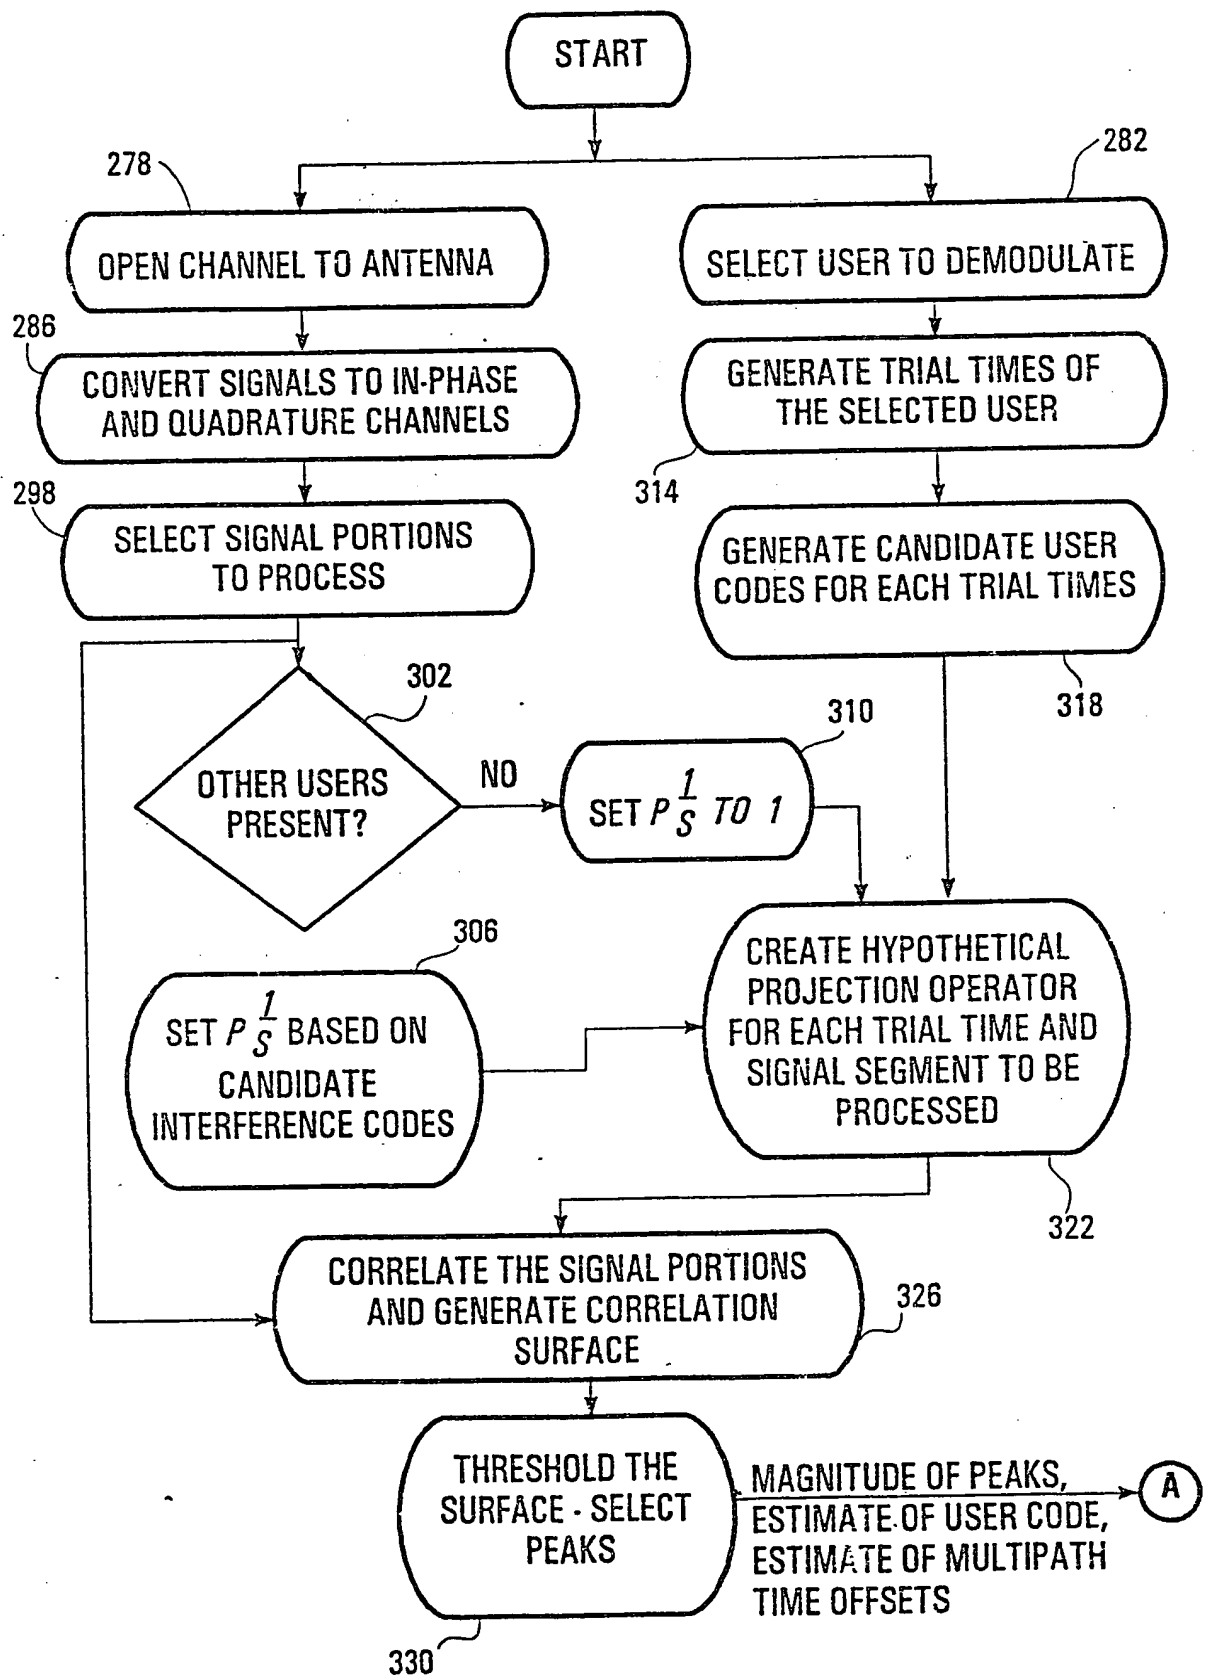 START
278
282
OPEN CHANNEL TO ANTENNA
SELECT USER TO DEMODULATE
286
CONVERT SIGNALS TO IN-PHASE
AND QUADRATURE CHANNELS
GENERATE TRIAL TIMES OF
THE SELECTED USER
314
298
SELECT SIGNAL PORTIONS
TO PROCESS
GENERATE CANDIDATE USER
CODES FOR EACH TRIAL TIMES
318
302
OTHER USERS
PRESENT?
NO
310
SET P 1/S TO 1
306
SET P 1/S BASED ON
CANDIDATE
INTERFERENCE CODES
CREATE HYPOTHETICAL
PROJECTION OPERATOR
FOR EACH TRIAL TIME AND
SIGNAL SEGMENT TO BE
PROCESSED
322
CORRELATE THE SIGNAL PORTIONS
AND GENERATE CORRELATION
SURFACE
326
THRESHOLD THE
SURFACE - SELECT
PEAKS
330
MAGNITUDE OF PEAKS,
ESTIMATE OF USER CODE,
ESTIMATE OF MULTIPATH
TIME OFFSETS
A